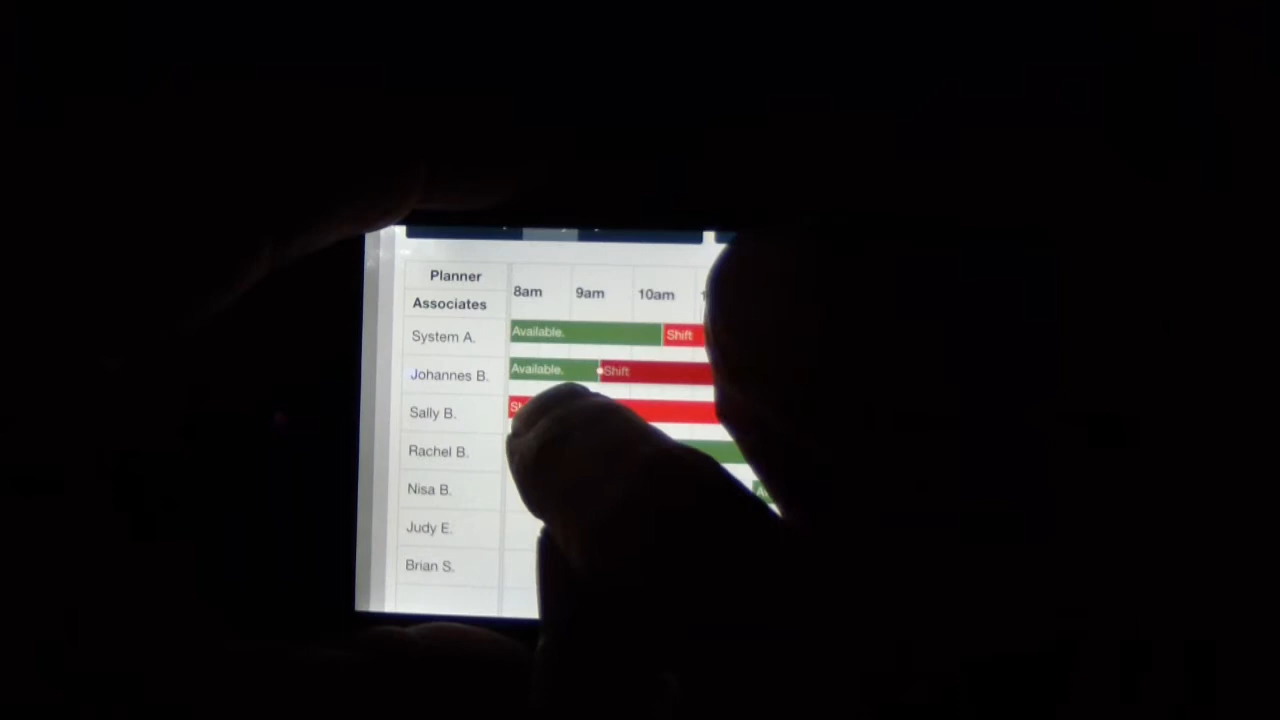 Planner
8am 9am 10am
Associates
System A. Available. Shift
Johannes B. Available. Shift
Sally B.
Rachel B.
Nisa B.
Judy E.
Brian S.